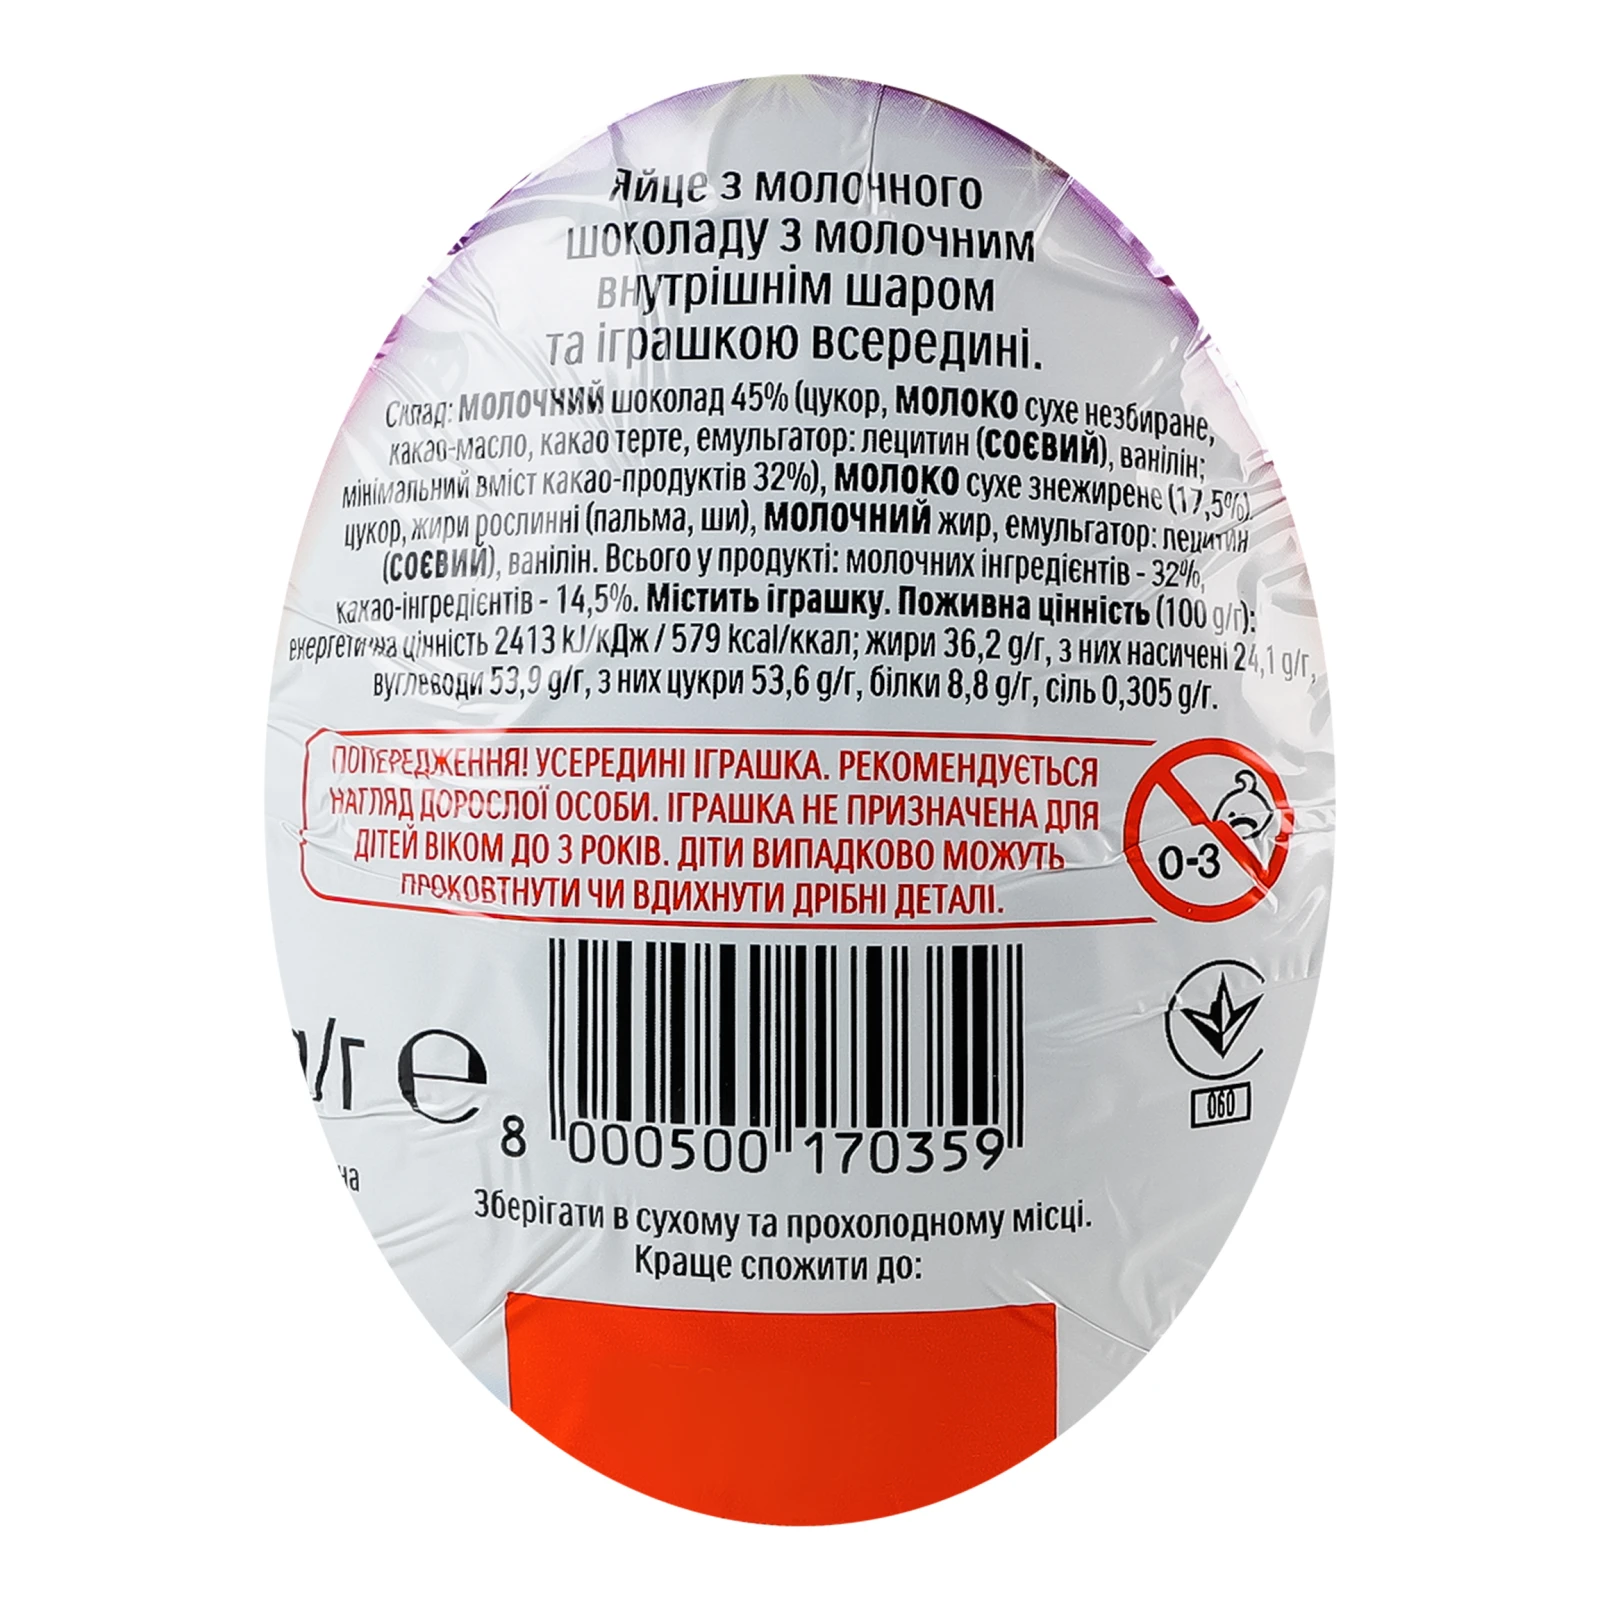 Яйце з молочного
шоколаду з молочним
внутрішнім шаром
та іграшкою всередині.
Склад: МОЛОЧНИЙ шоколад 45% (цукор, МОЛОКО сухе незбиране,
какао-масло, какао терте, емульгатор: лецитин (СОЄВИЙ), ванілін;
мінімальний вміст какао-продуктів 32%), МОЛОКО сухе знежирене (17,5%),
цукор, жири рослинні (пальма, ши), МОЛОЧНИЙ жир, емульгатор: лецитин
(СОЄВИЙ), ванілін. Всього у продукті: молочних інгредієнтів - 32%,
какао-інгредієнтів - 14,5%. Містить іграшку. Поживна цінність (100 g/г):
енергетична цінність 2413 kJ/кДж / 579 kcal/ккал; жири 36,2 g/г, з них насичені 24,1 g/г,
вуглеводи 53,9 g/г, з них цукри 53,6 g/г, білки 8,8 g/г, сіль 0,305 g/г.
ПОПЕРЕДЖЕННЯ! УСЕРЕДИНІ ІГРАШКА. РЕКОМЕНДУЄТЬСЯ
НАГЛЯД ДОРОСЛОЇ ОСОБИ. ІГРАШКА НЕ ПРИЗНАЧЕНА ДЛЯ
ДІТЕЙ ВІКОМ ДО 3 РОКІВ. ДІТИ ВИПАДКОВО МОЖУТЬ
ПРОКОВТНУТИ ЧИ ВДИХНУТИ ДРІБНІ ДЕТАЛІ.
0-3
g/г e
060
8 000500 170359
Зберігати в сухому та прохолодному місці.
Краще спожити до: